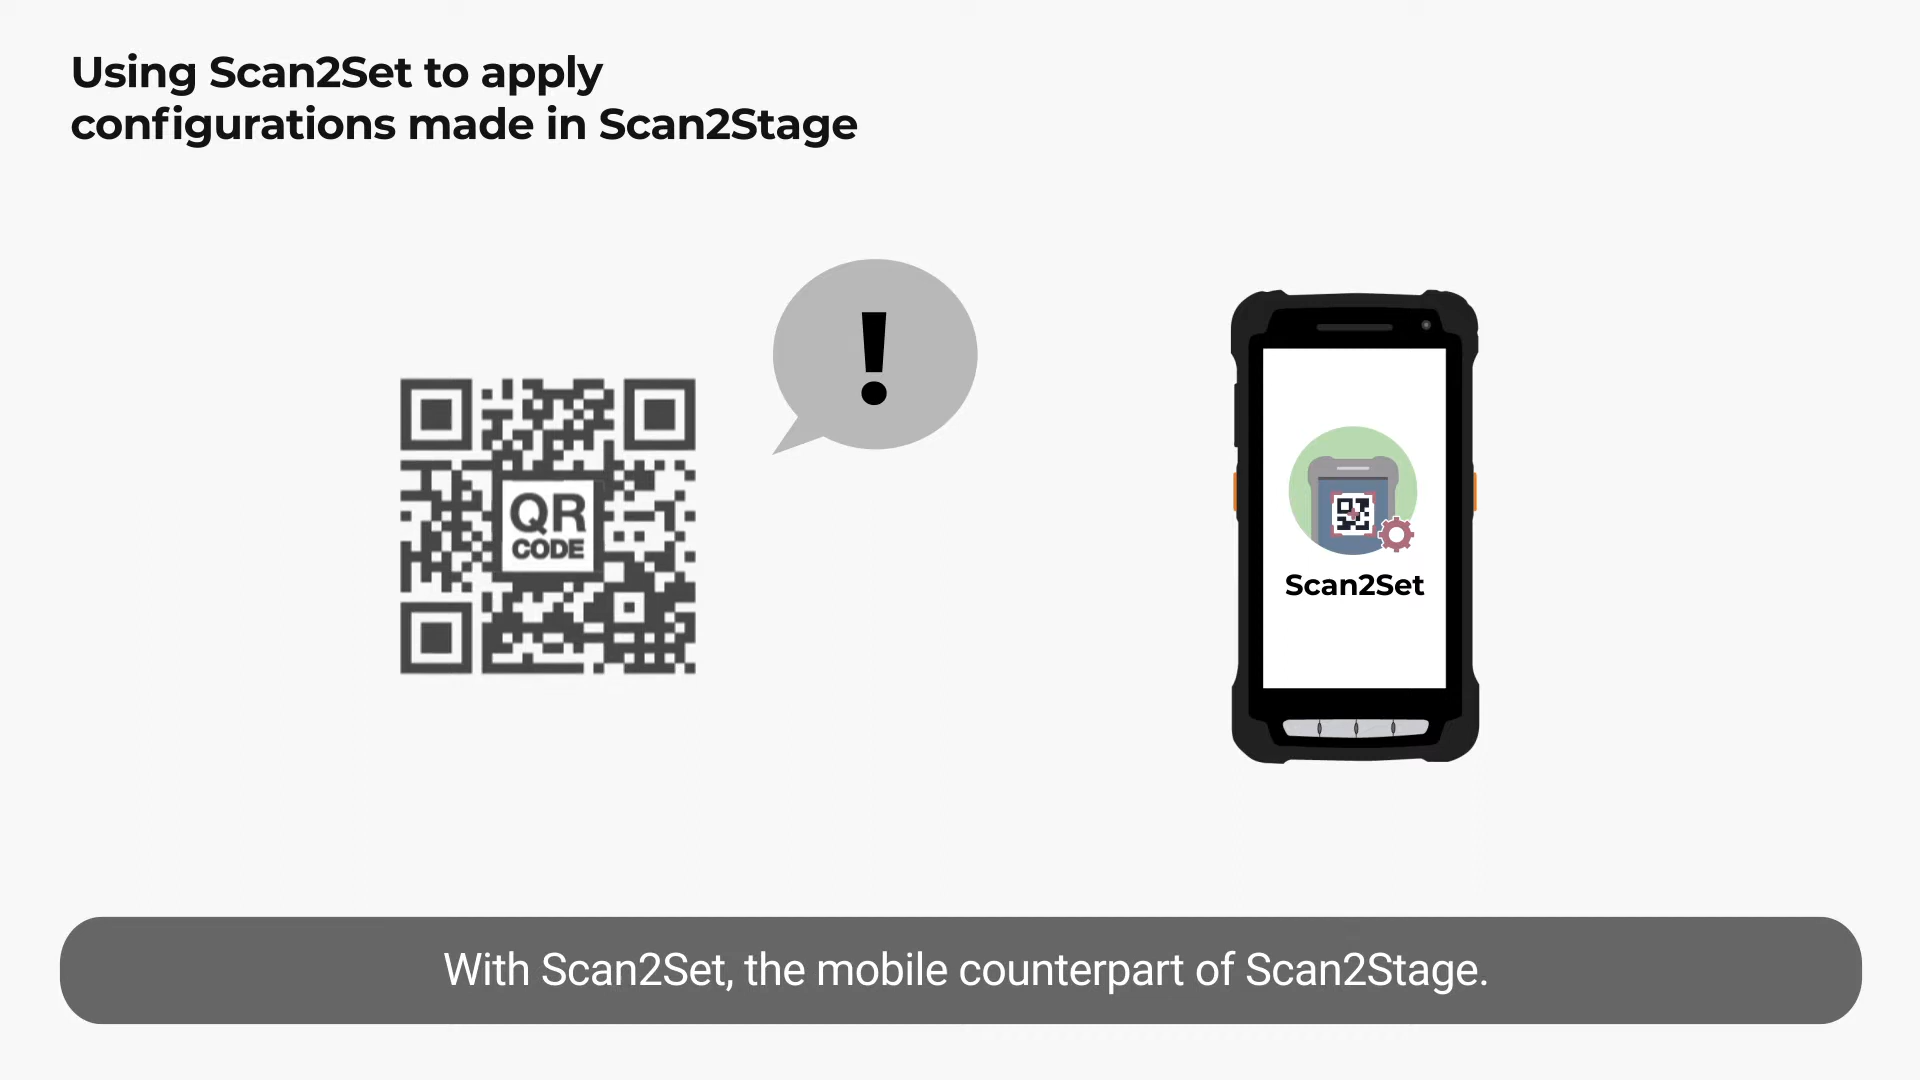 Using Scan2Set to apply
configurations made in Scan2Stage
!
QR
CODE
Scan2Set
With Scan2Set, the mobile counterpart of Scan2Stage.